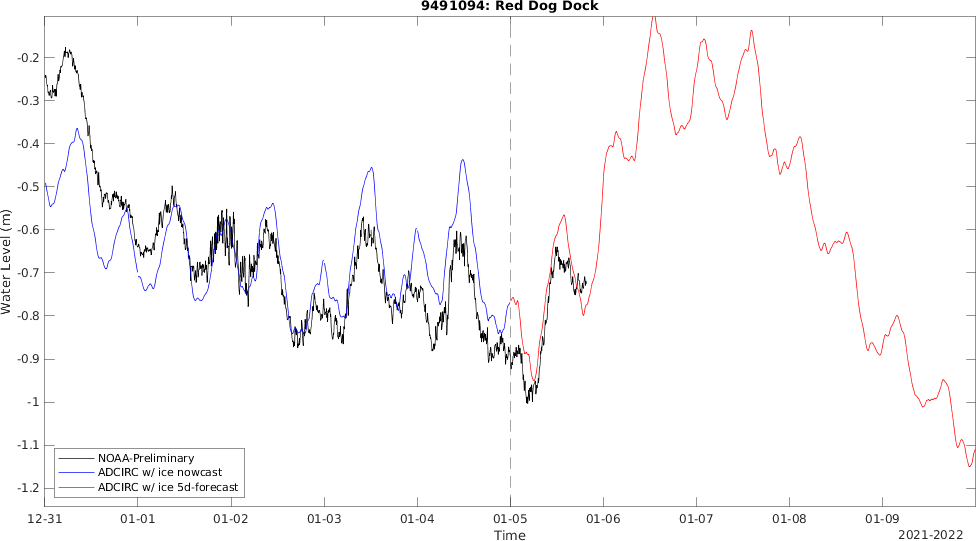 9491094: Red Dog Dock
-0.2
-0.3
-0.4
-0.5
-0.6
-0.7
-0.8
-0.9
-1
-1.1
-1.2
Water Level (m)
NOAA-Preliminary
ADCIRC w/ ice nowcast
ADCIRC w/ ice 5d-forecast
12-31 01-01 01-02 01-03 01-04 01-05 01-06 01-07 01-08 01-09
Time
2021-2022